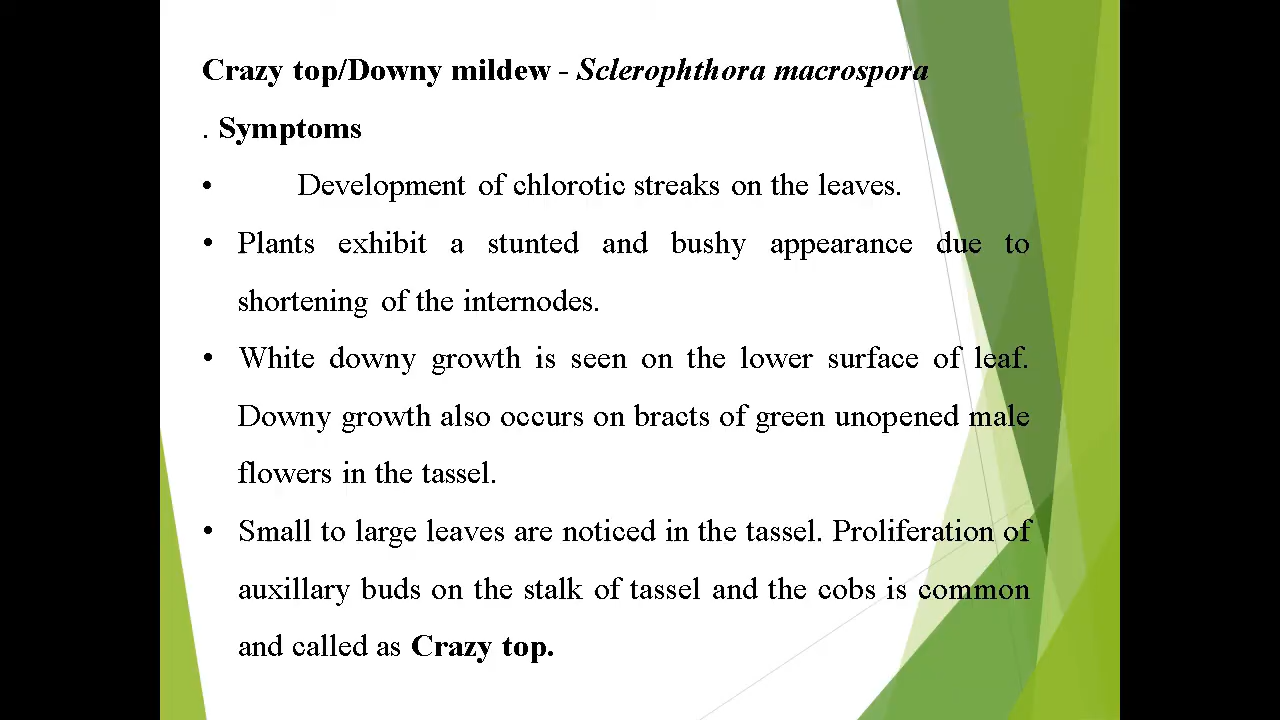 Crazy top/Downy mildew - Sclerophthora macrospora
. Symptoms
• Development of chlorotic streaks on the leaves.
• Plants exhibit a stunted and bushy appearance due to
shortening of the internodes.
• White downy growth is seen on the lower surface of leaf.
Downy growth also occurs on bracts of green unopened male
flowers in the tassel.
• Small to large leaves are noticed in the tassel. Proliferation of
auxillary buds on the stalk of tassel and the cobs is common
and called as Crazy top.